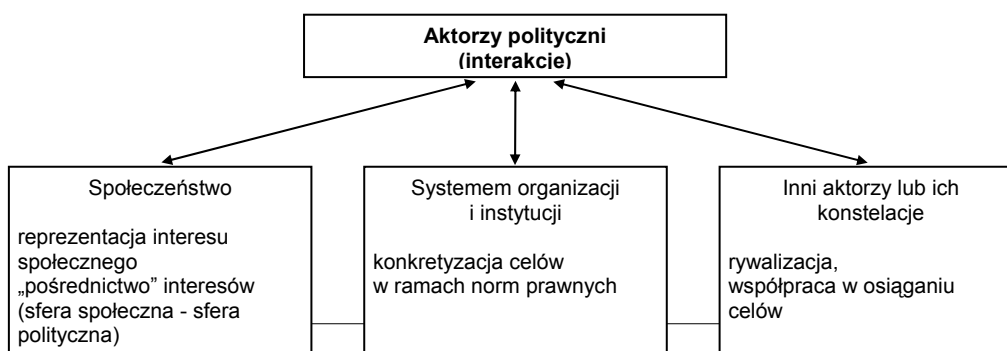 Aktorzy polityczni
(interakcje)
Społeczeństwo
reprezentacja interesu
społecznego
„pośrednictwo” interesów
(sfera społeczna - sfera
polityczna)
Systemem organizacji
i instytucji
konkretyzacja celów
w ramach norm prawnych
Inni aktorzy lub ich
konstelacje
rywalizacja,
współpraca w osiąganiu
celów